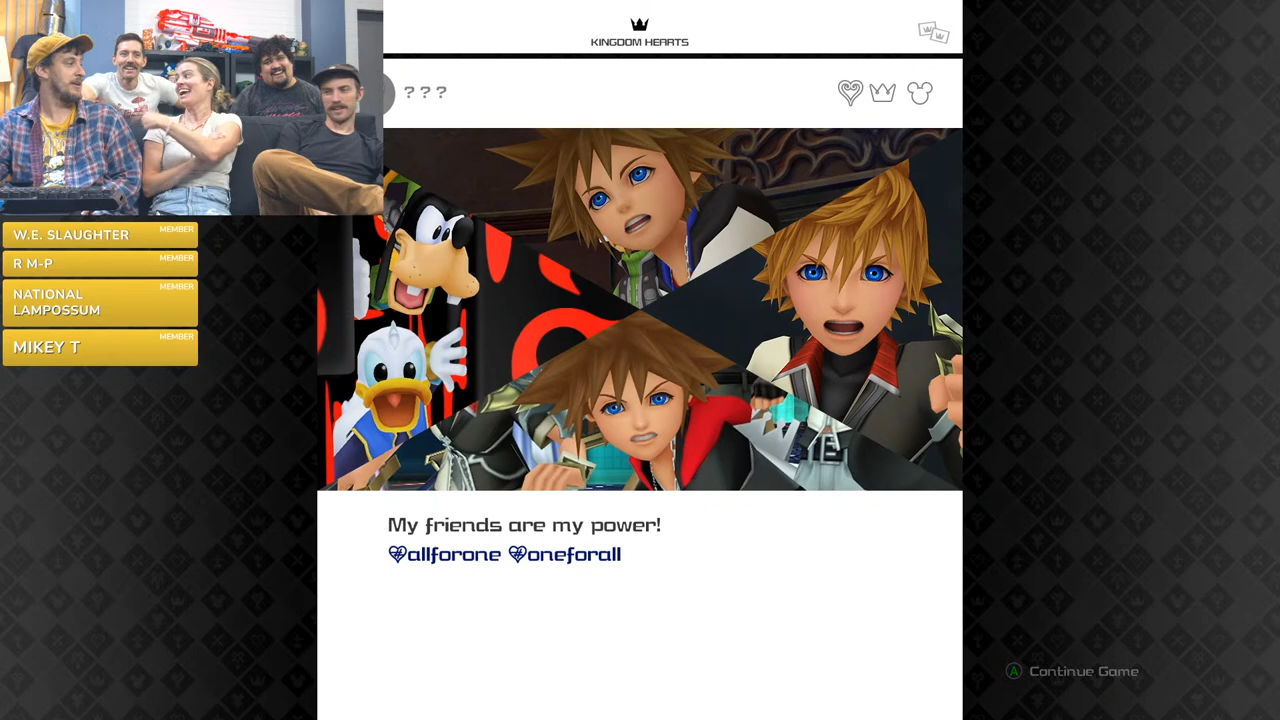 KINGDOM HEARTS
? ? ?
W.E. SLAUGHTER
MEMBER
R M-P
MEMBER
NATIONAL
LAMPOSSUM
MEMBER
MIKEY T
MEMBER
My friends are my power!
#allforone #oneforall
A Continue Game